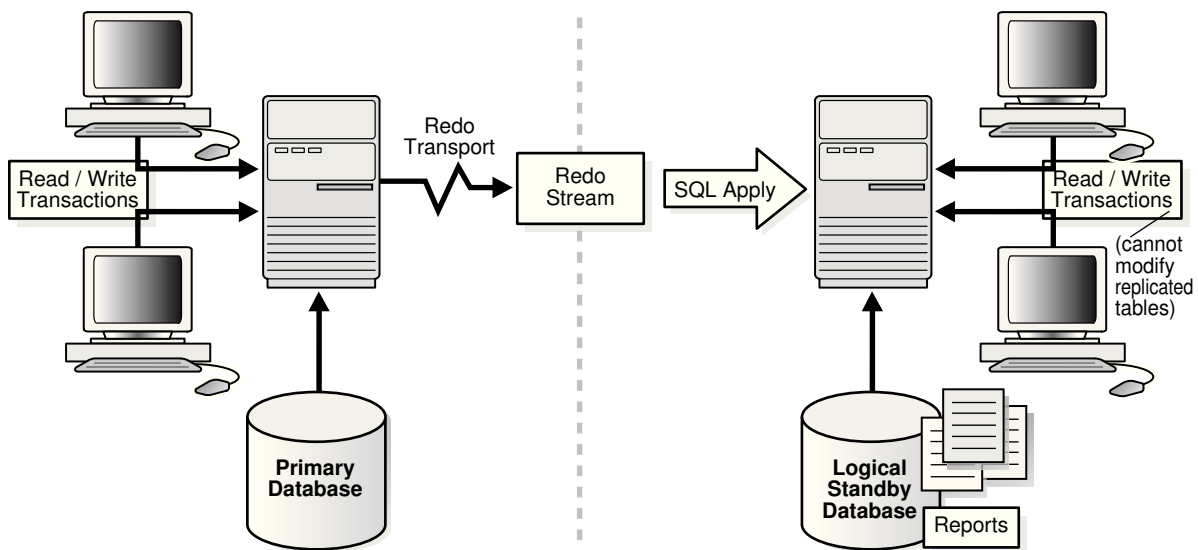 Read / Write
Transactions
Redo
Transport
Redo
Stream
SQL Apply
Read / Write
Transactions
(cannot
modify
replicated
tables)
Primary
Database
Logical
Standby
Database
Reports